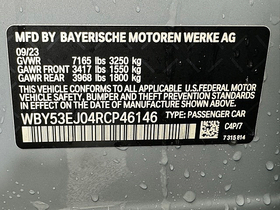 MFD BY BAYERISCHE MOTOREN WERKE AG
09/23
GVWR 7165 lbs 3250 kg
GAWR FRONT 3417 lbs 1550 kg
GAWR REAR 3968 lbs 1800 kg
THIS VEHICLE CONFORMS TO ALL APPLICABLE U.S.FEDERAL MOTOR
VEHICLE SAFETY, BUMPER, AND THEFT PREVENTION STANDARDS
IN EFFECT ON THE DATE OF MANUFACTURE SHOWN ABOVE.
WBY53EJ04RCP46146 TYPE: PASSENGER CAR
C4P/7
7 315 814